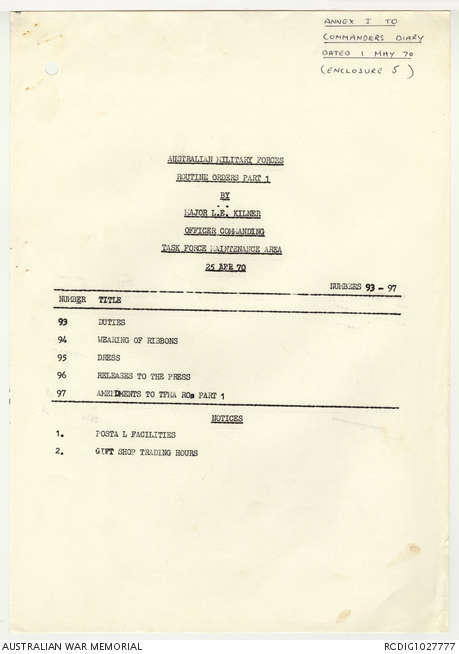 ANNEX I TO
COMMANDERS DIARY
DATED 1 MAY 70
(ENCLOSURE 5)
AUSTRALIAN MILITARY FORCES
ROUTINE ORDERS PART 1
BY
MAJOR L.E. KILNER
OFFICER COMMANDING
TASK FORCE MAINTENANCE AREA
25 APR 70
NUMBERS 93 - 97
NUMBER TITLE
93 DUTIES
94 WEARING OF RIBBONS
95 DRESS
96 RELEASES TO THE PRESS
97 AMENDMENTS TO TFMA ROs PART 1
NOTICES
1. POSTA L FACILITIES
2. GIFT SHOP TRADING HOURS
AUSTRALIAN WAR MEMORIAL RCDIG1027777